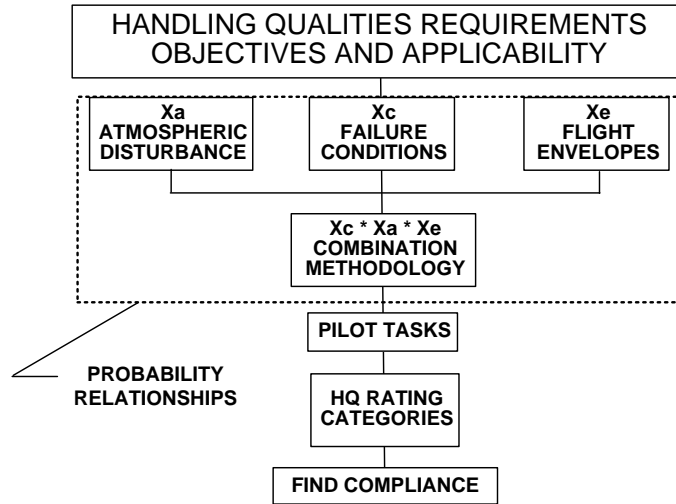 HANDLING QUALITIES REQUIREMENTS
OBJECTIVES AND APPLICABILITY
Xa
ATMOSPHERIC
DISTURBANCE
Xc
FAILURE
CONDITIONS
Xe
FLIGHT
ENVELOPES
Xc * Xa * Xe
COMBINATION
METHODOLOGY
PILOT TASKS
PROBABILITY
RELATIONSHIPS
HQ RATING
CATEGORIES
FIND COMPLIANCE